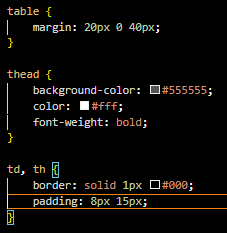 table {
    margin: 20px 0 40px;
}

thead {
    background-color: #555555;
    color: #fff;
    font-weight: bold;
}

td, th {
    border: solid 1px #000;
    padding: 8px 15px;
}